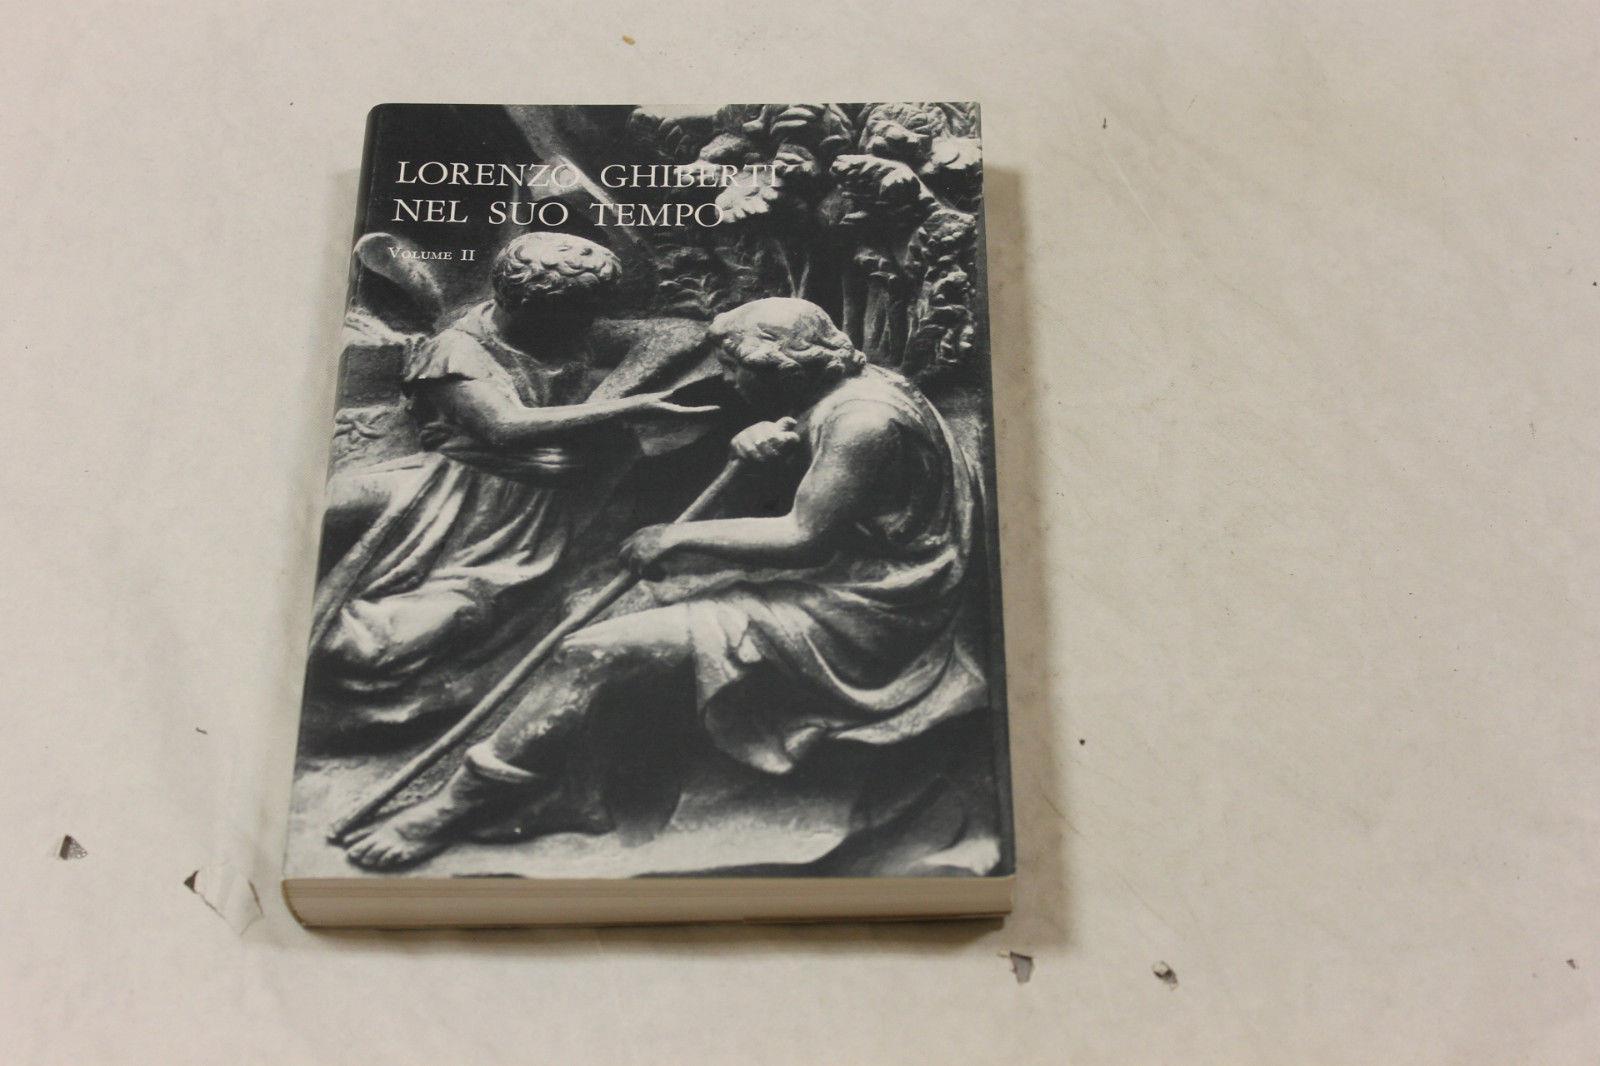 LORENZO GHIBERTI
NEL SUO TEMPO
VOLUME II